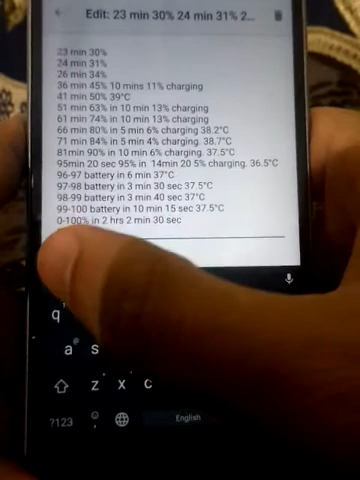 Edit: 23 min 30% 24 min 31% 2...
23 min 30%
24 min 31%
26 min 34%
36 min 45% 10 mins 11% charging
41 min 50% 39°C
51 min 63% in 10 min 13% charging
61 min 74% in 10 min 13% charging
66 min 80% in 5 min 6% charging 38.2°C
71 min 84% in 5 min 4% charging. 38.7°C
81min 90% in 10 min 6% charging. 37.5°C
95min 20 sec 95% in 14min 20 5% charging. 36.5°C
96-97 battery in 6 min 37°C
97-98 battery in 3 min 30 sec 37.5°C
98-99 battery in 3 min 40 sec 37°C
99-100 battery in 10 min 15 sec 37.5°C
0-100% in 2 hrs 2 min 30 sec
q
a s
z x c
?123 English